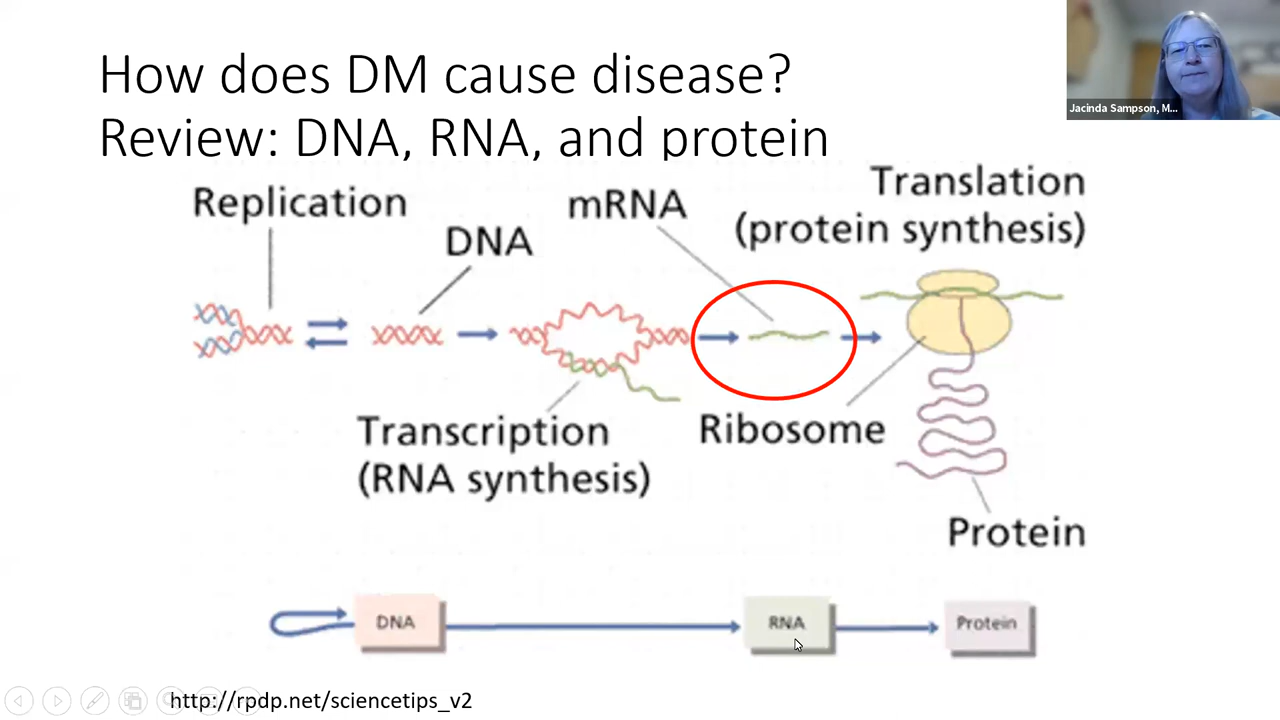 How does DM cause disease?
Review: DNA, RNA, and protein
Jacinda Sampson, M...
Replication
DNA
mRNA
Translation
(protein synthesis)
Transcription
(RNA synthesis)
Ribosome
Protein
DNA
RNA
Protein
http://rpdp.net/sciencetips_v2